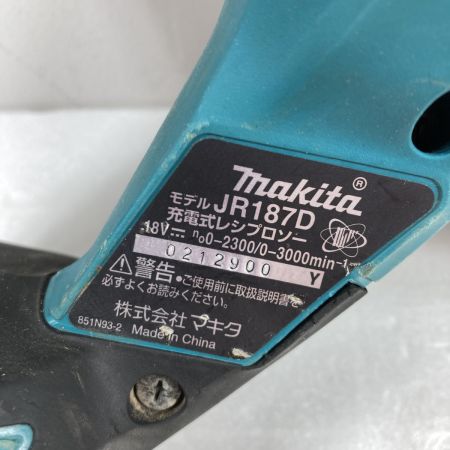 makita®
モデル JR187D
充電式レシプロソー
18V⎓ n₀0-2300/0-3000min⁻¹
0212900 Y
⚠警告・ご使用前に取扱説明書を
必ずよくお読みください。
株式会社 マキタ
851N93-2 Made in China